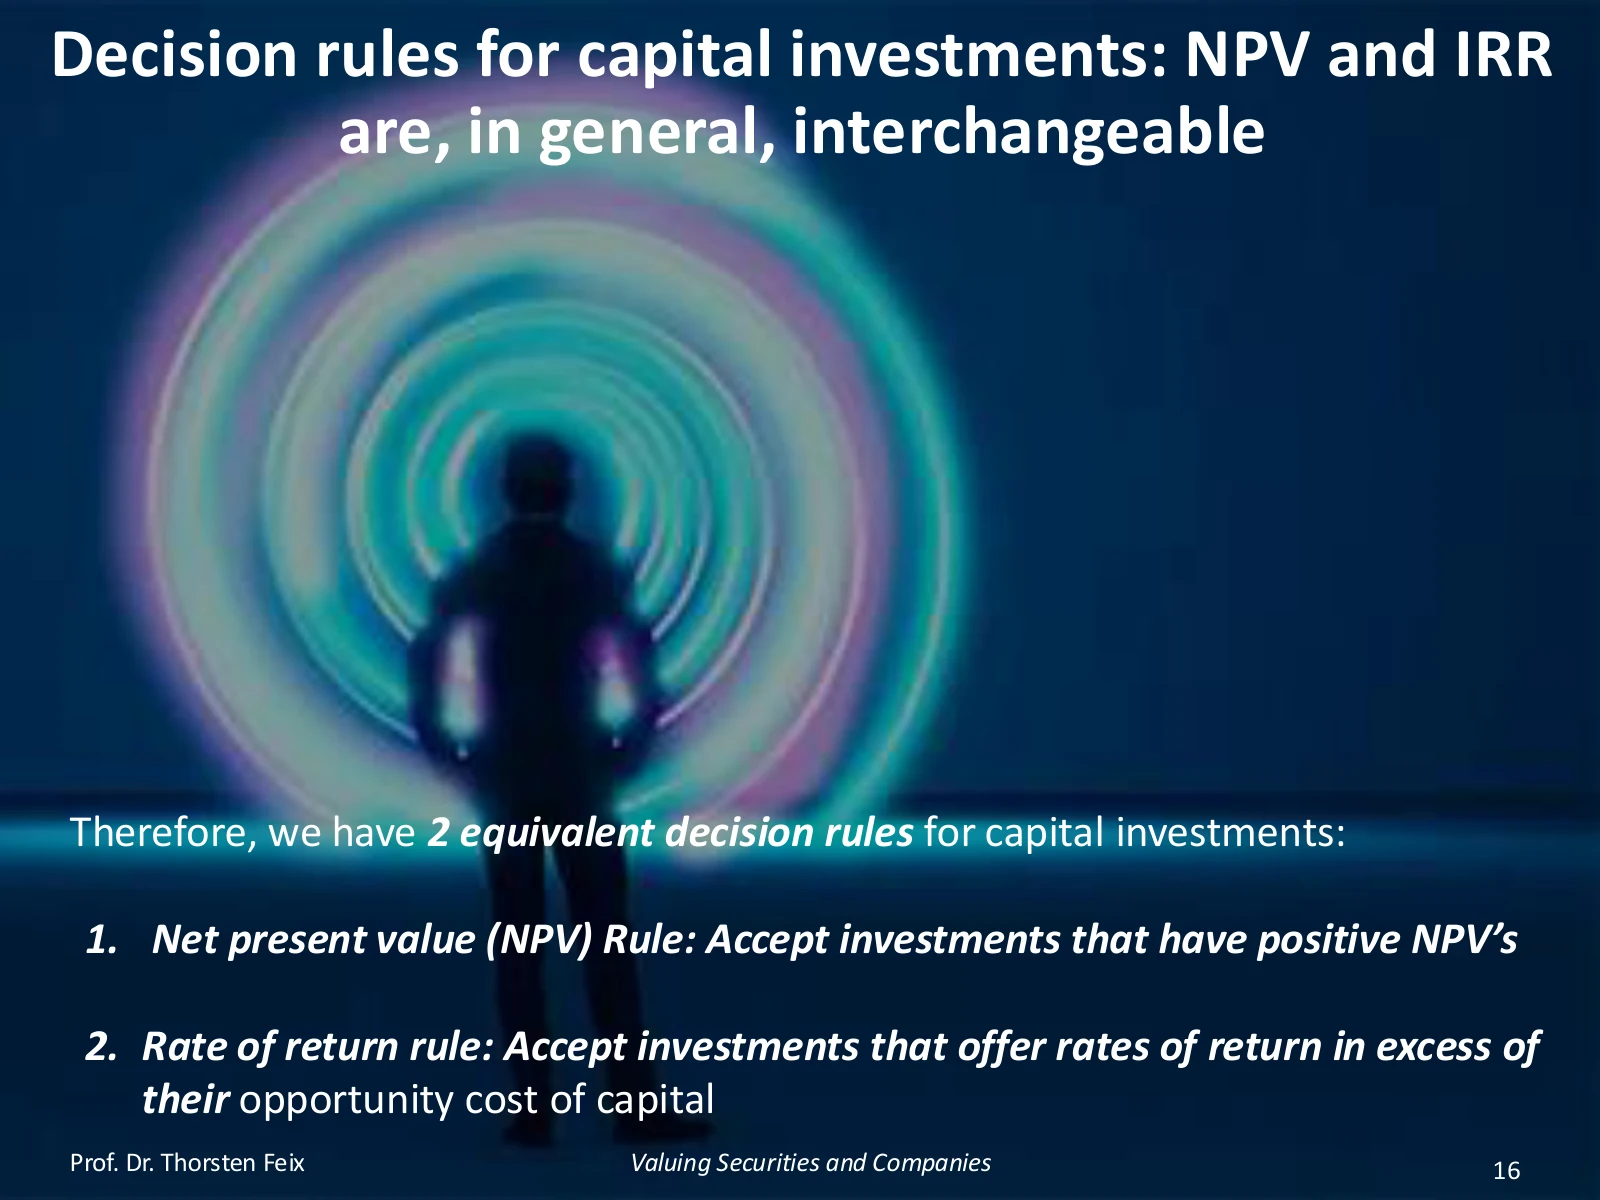 Decision rules for capital investments: NPV and IRR
are, in general, interchangeable
Therefore, we have 2 equivalent decision rules for capital investments:
1. Net present value (NPV) Rule: Accept investments that have positive NPV’s
2. Rate of return rule: Accept investments that offer rates of return in excess of
their opportunity cost of capital
Prof. Dr. Thorsten Feix
Valuing Securities and Companies
16